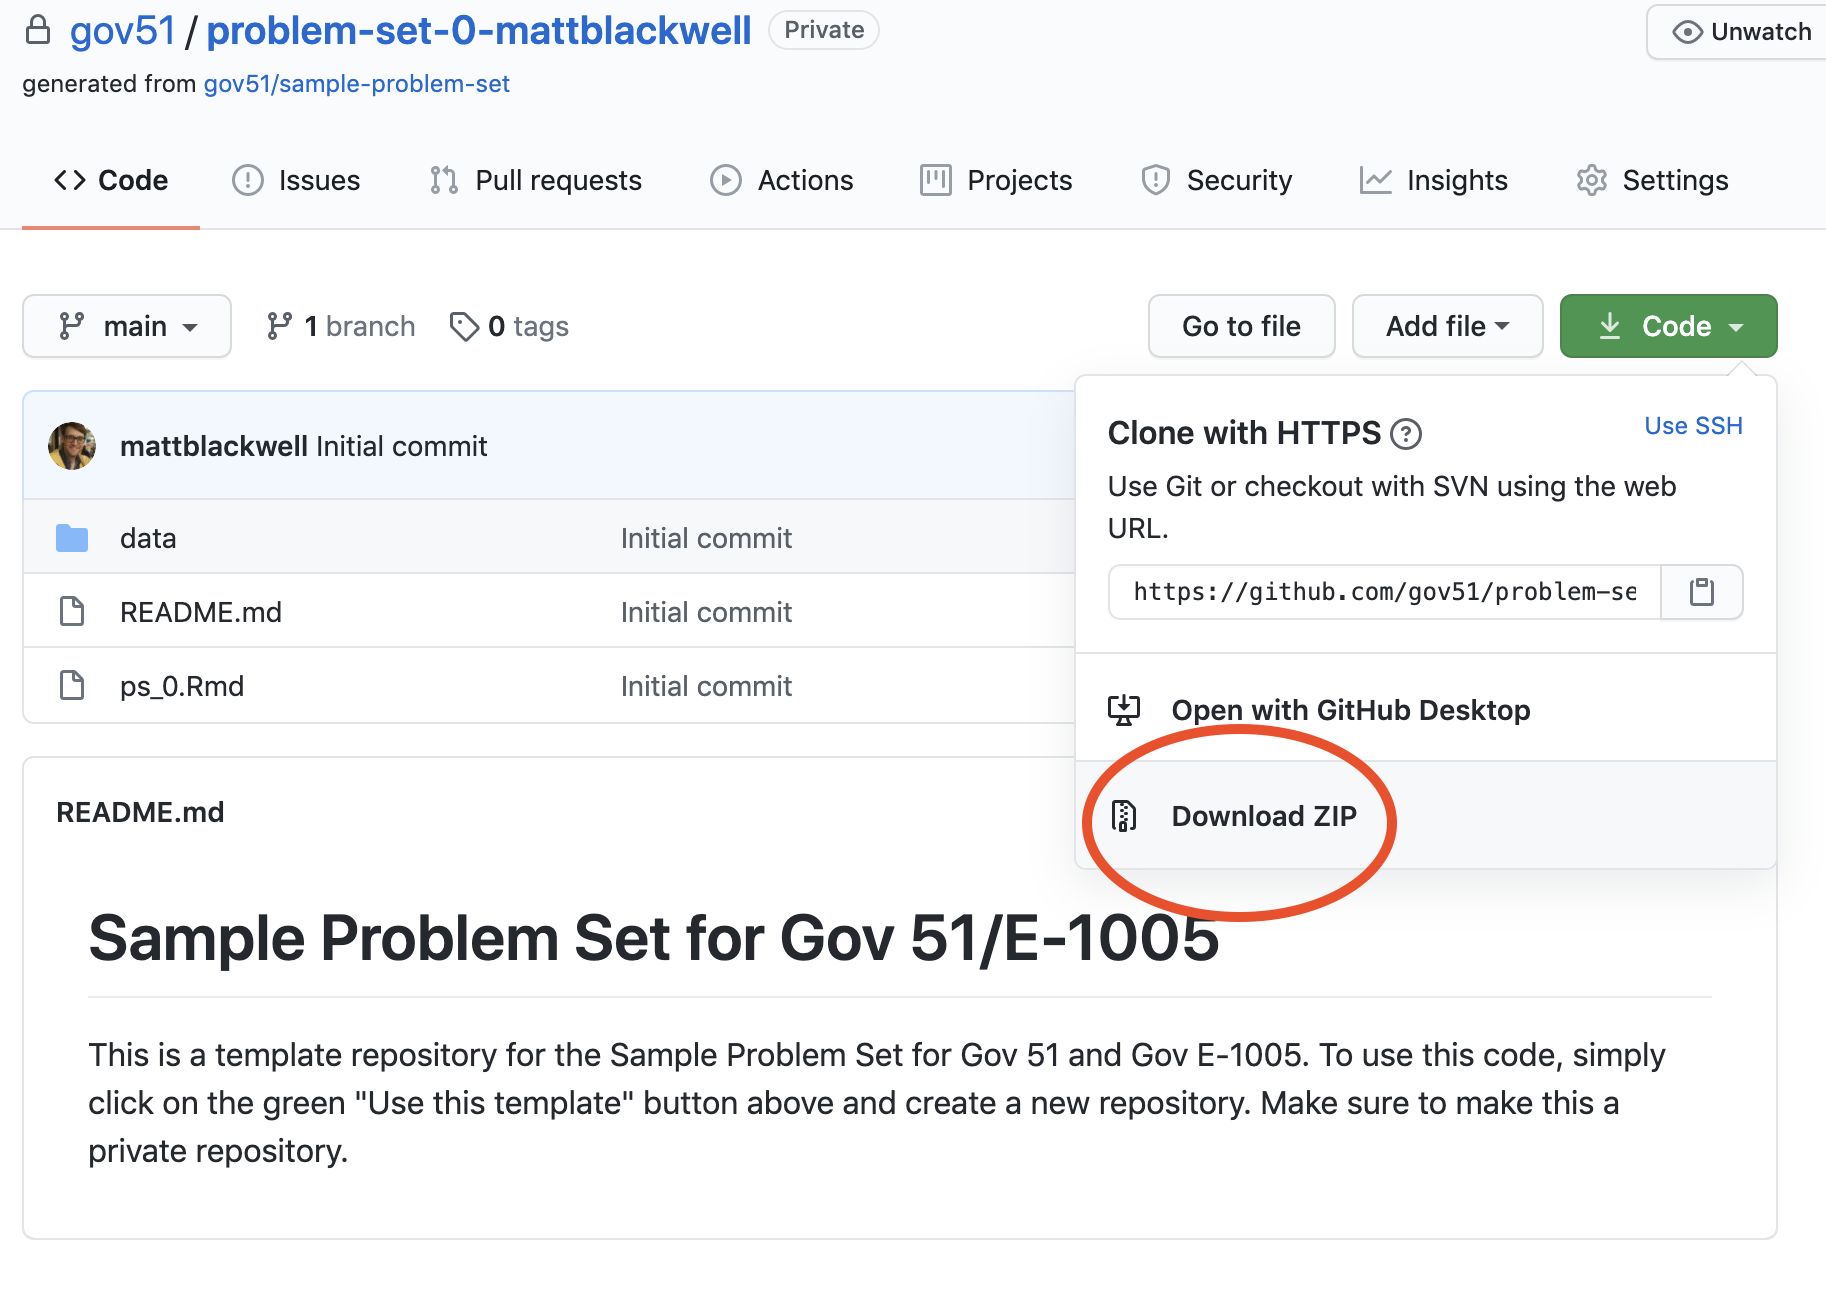 gov51 / problem-set-0-mattblackwell Private
Unwatch
generated from gov51/sample-problem-set
Code Issues Pull requests Actions Projects Security Insights Settings
main 1 branch 0 tags Go to file Add file Code
mattblackwell Initial commit
data Initial commit
README.md Initial commit
ps_0.Rmd Initial commit
Clone with HTTPS ? Use SSH
Use Git or checkout with SVN using the web
URL.
https://github.com/gov51/problem-se
Open with GitHub Desktop
Download ZIP
README.md
Sample Problem Set for Gov 51/E-1005
This is a template repository for the Sample Problem Set for Gov 51 and Gov E-1005. To use this code, simply
click on the green "Use this template" button above and create a new repository. Make sure to make this a
private repository.